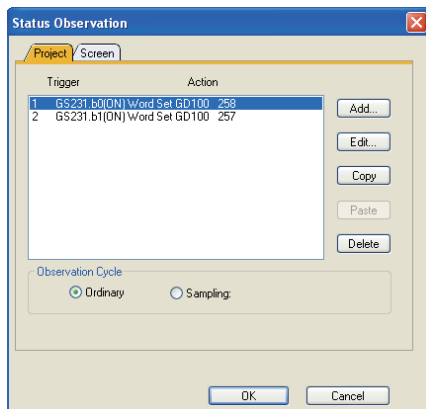 Status Observation
Project Screen
Trigger Action
1 GS231.b0(ON) Word Set GD100 258
2 GS231.b1(ON) Word Set GD100 257
Add...
Edit...
Copy
Paste
Delete
Observation Cycle
Ordinary Sampling:
OK Cancel